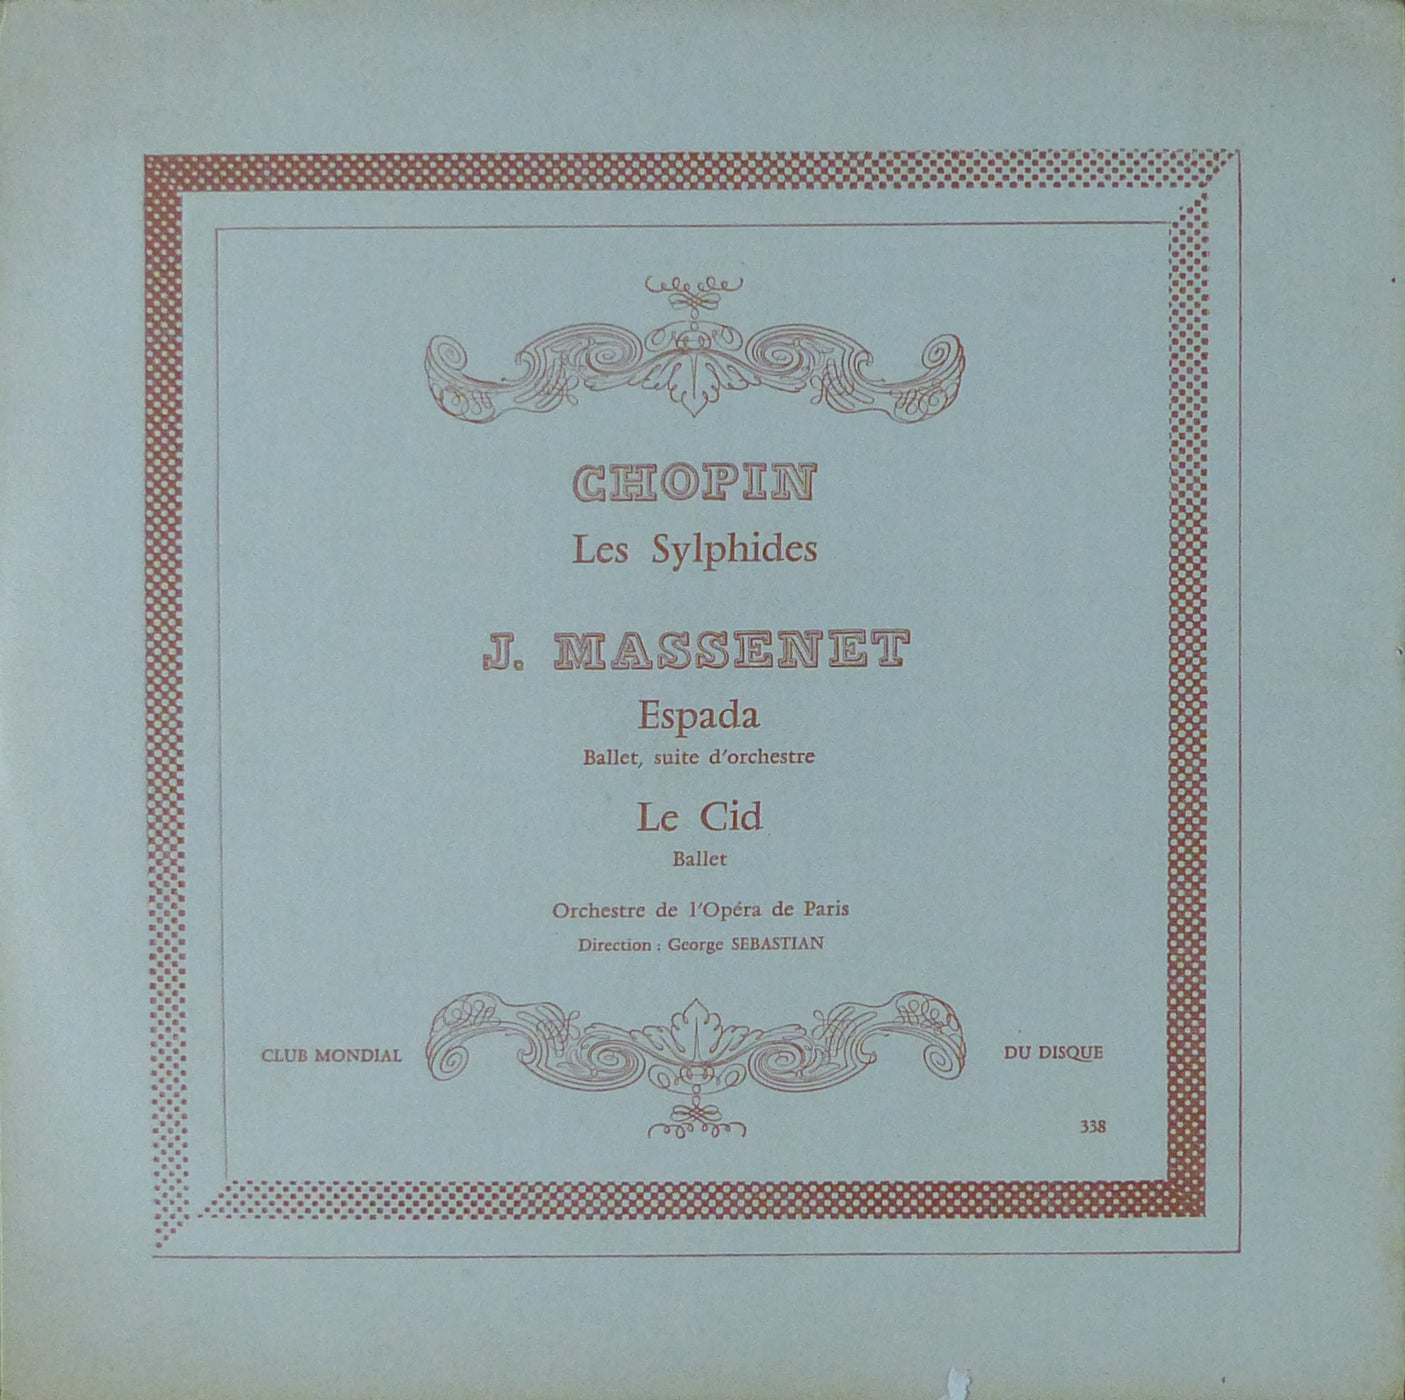 CHOPIN
Les Sylphides
J. MASSENET
Espada
Ballet, suite d'orchestre
Le Cid
Ballet
Orchestre de l'Opéra de Paris
Direction : George SEBASTIAN
CLUB MONDIAL DU DISQUE
338